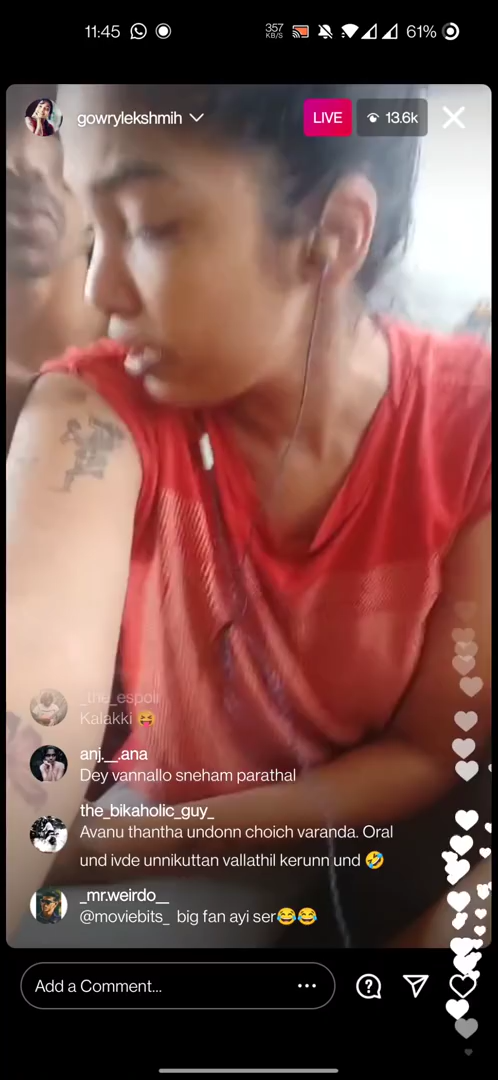 11:45
357
KB/S
61%
gowrylekshmih
LIVE
13.6k
_the_espoli
Kalakki 😝
anj.__.ana
Dey vannallo sneham parathal
the_bikaholic_guy_
Avanu thantha undonn choich varanda. Oral
und ivde unnikuttan vallathil kerunn und 🤣
_mr.weirdo__
@moviebits_ big fan ayi ser😂😂
Add a Comment...